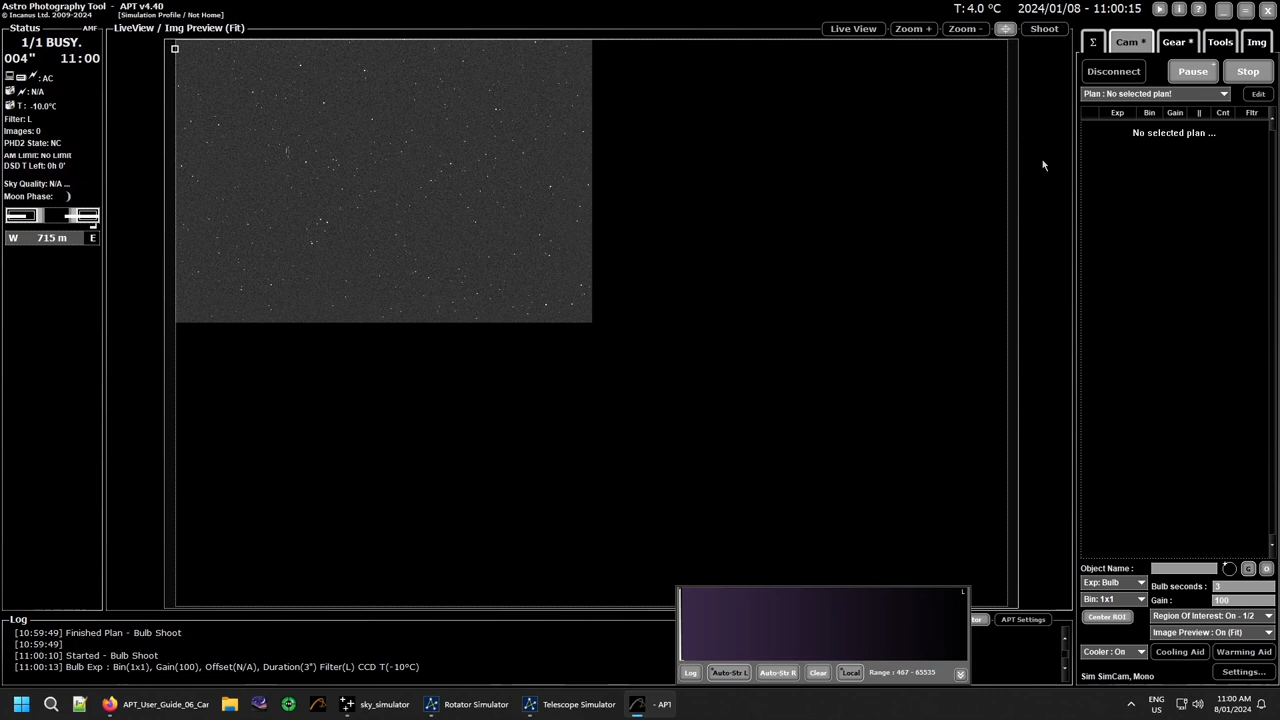 Astro Photography Tool - APT v4.40
© Incanus 2009-2024 [Simulation Profile / Not Home]
T: 4.0 °C 2024/01/08 - 11:00:15
Status AHF
LiveView / Img Preview (Fit)
Live View Zoom + Zoom - Shoot
1/1 BUSY.
004" 11:00
: AC
: N/A
T : -10.0°C
Filter: L
Images: 0
PHD2 State: NC
AM Limit: No Limit
DSD T Left: 0h 0'
Sky Quality: N/A ...
Moon Phase:
W 715 m E
Σ Cam * Gear * Tools Img
Disconnect Pause + Stop
Plan : No selected plan! Edit
Exp Bin Gain || Cnt Fltr
No selected plan ...
Object Name : G O
Exp: Bulb Bulb seconds : 3
Bin: 1x1 Gain : 100
Center ROI Region Of Interest: On - 1/2
Image Preview : On (Fit)
Cooler : On Cooling Aid Warming Aid
Sim SimCam, Mono Settings...
Log
[10:59:49] Finished Plan - Bulb Shoot
[10:59:49]
[11:00:10] Started - Bulb Shoot
[11:00:13] Bulb Exp : Bin(1x1), Gain(100), Offset(N/A), Duration(3") Filter(L) CCD T(-10°C)
L
tor APT Settings
Log Auto-Str L Auto-Str R Clear Local Range : 467 - 65535
APT_User_Guide_06_Car sky_simulator Rotator Simulator Telescope Simulator - APT
ENG
US
11:00 AM
8/01/2024